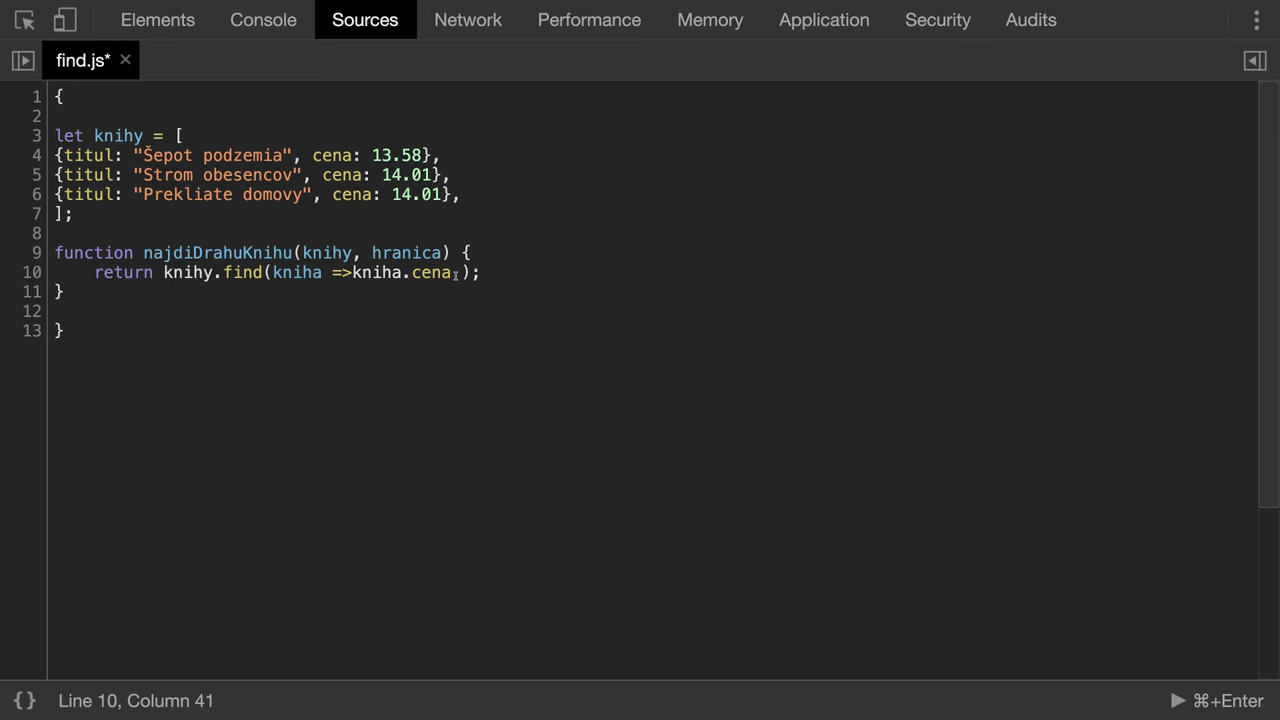 Elements Console Sources Network Performance Memory Application Security Audits
find.js* ×
1 {
2
3 let knihy = [
4 {titul: "Šepot podzemia", cena: 13.58},
5 {titul: "Strom obesencov", cena: 14.01},
6 {titul: "Prekliate domovy", cena: 14.01},
7 ];
8
9 function najdiDrahuKnihu(knihy, hranica) {
10 return knihy.find(kniha =>kniha.cena );
11 }
12
13 }
{} Line 10, Column 41 ⌘+Enter